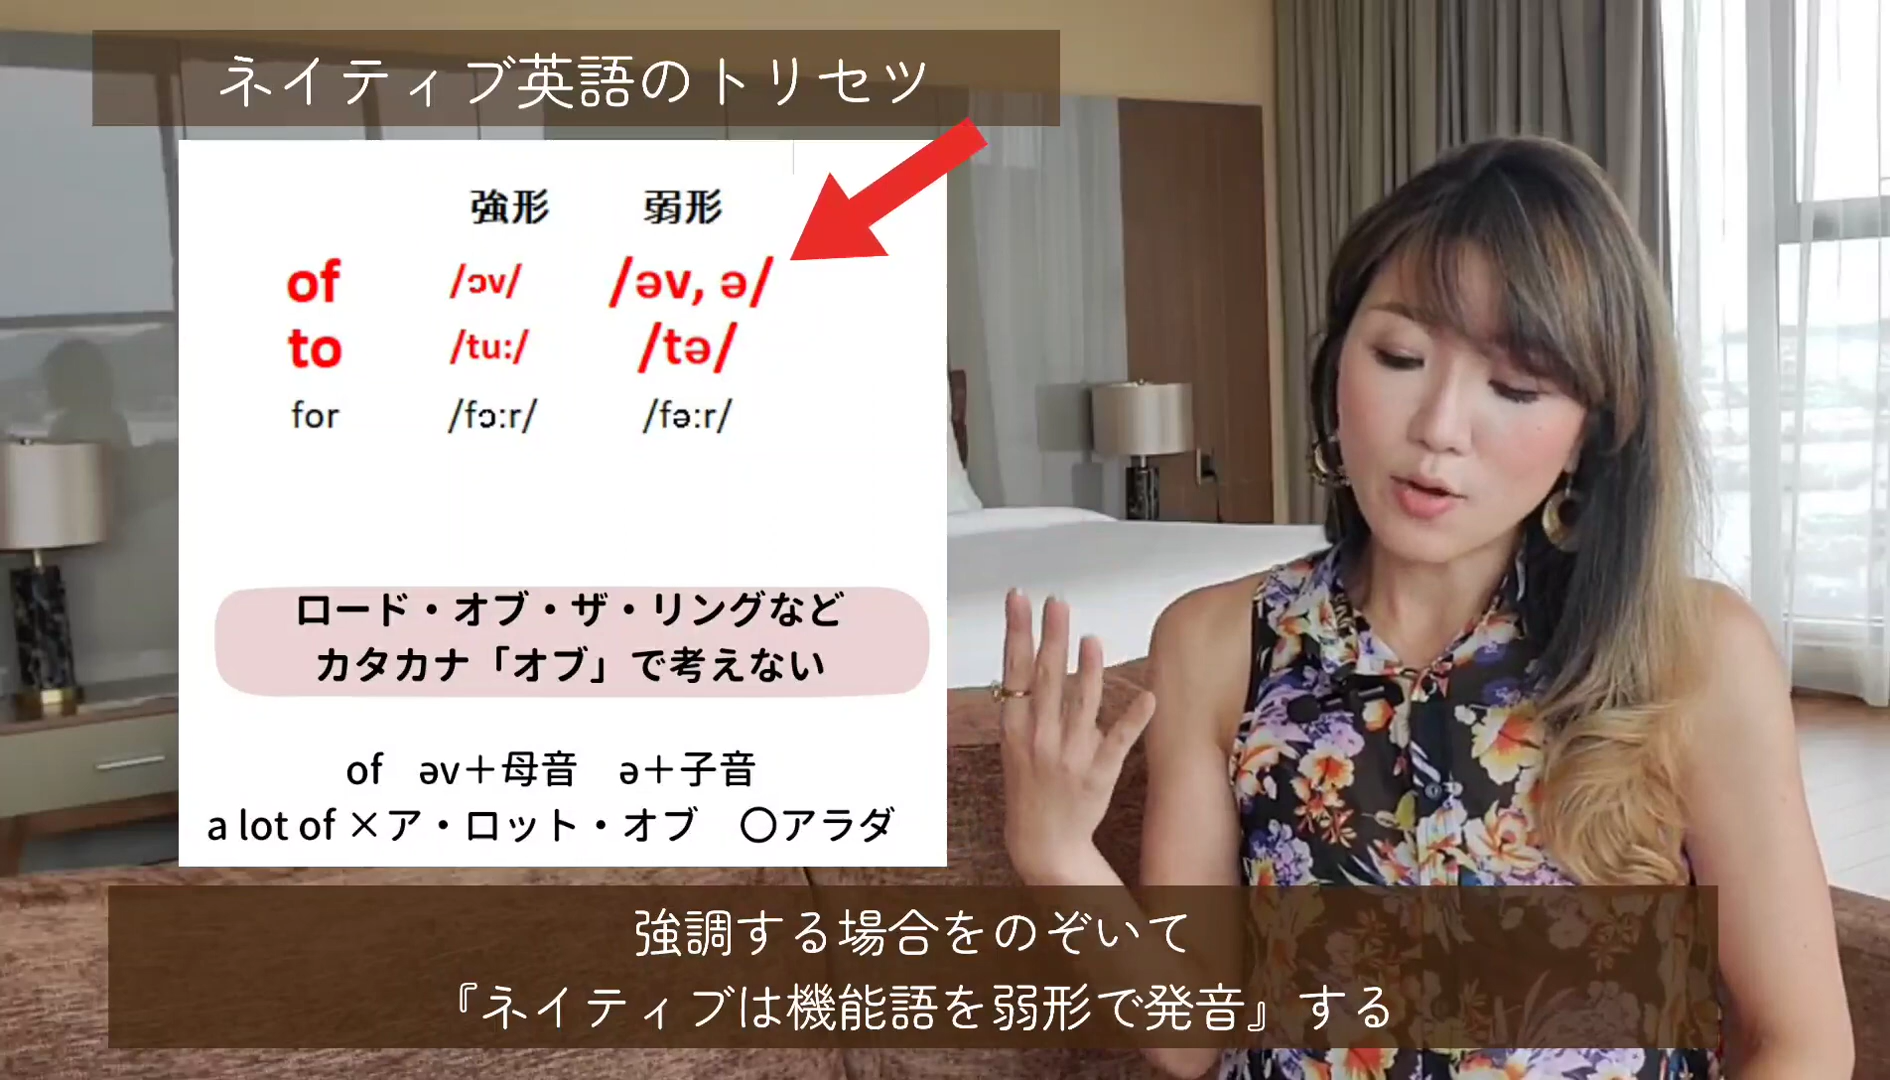 ネイティブ英語のトリセツ
強形 弱形
of /ɔv/ /əv, ə/
to /tu:/ /tə/
for /fɔ:r/ /fə:r/
ロード・オブ・ザ・リングなど
カタカナ「オブ」で考えない
of əv＋母音 ə＋子音
a lot of ×ア・ロット・オブ 〇アラダ
強調する場合をのぞいて
『ネイティブは機能語を弱形で発音』する